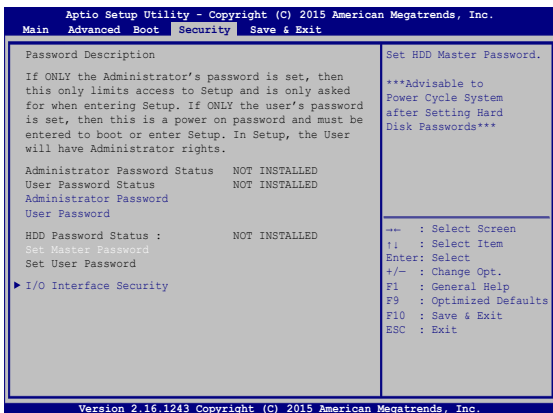 Aptio Setup Utility - Copyright (C) 2015 American Megatrends, Inc.
Main Advanced Boot Security Save & Exit
Password Description
If ONLY the Administrator's password is set, then
this only limits access to Setup and is only asked
for when entering Setup. If ONLY the user's password
is set, then this is a power on password and must be
entered to boot or enter Setup. In Setup, the User
will have Administrator rights.
Administrator Password Status NOT INSTALLED
User Password Status NOT INSTALLED
Administrator Password
User Password
HDD Password Status : NOT INSTALLED
Set Master Password
Set User Password
▶ I/O Interface Security
Set HDD Master Password.
***Advisable to
Power Cycle System
after Setting Hard
Disk Passwords***
→← : Select Screen
↑↓ : Select Item
Enter: Select
+/— : Change Opt.
F1 : General Help
F9 : Optimized Defaults
F10 : Save & Exit
ESC : Exit
Version 2.16.1243 Copyright (C) 2015 American Megatrends, Inc.